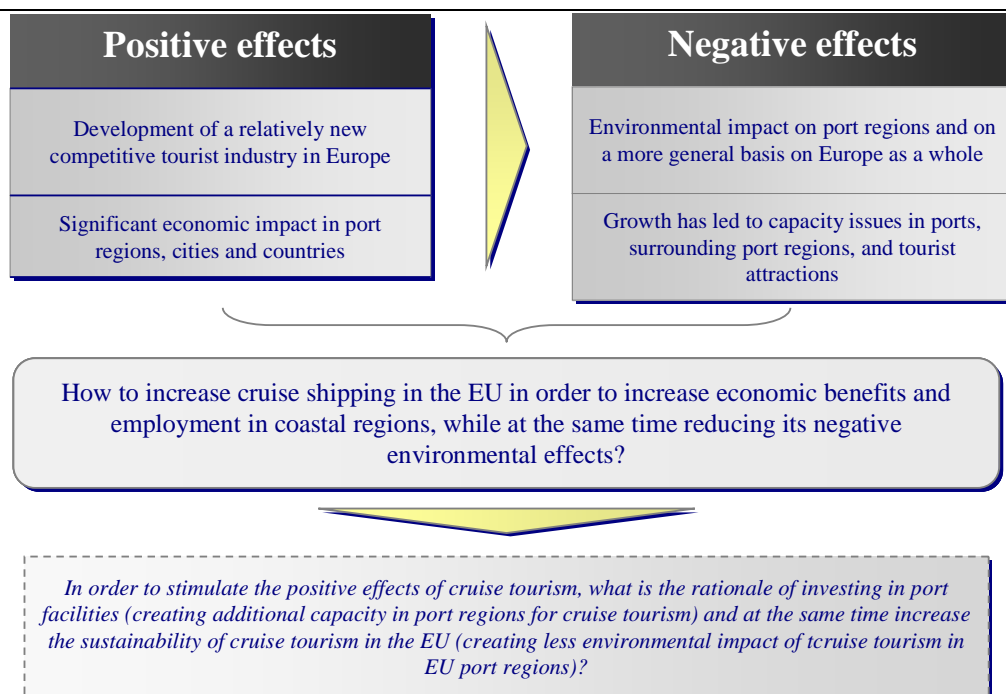 Positive effects
Development of a relatively new
competitive tourist industry in Europe
Significant economic impact in port
regions, cities and countries
Negative effects
Environmental impact on port regions and on
a more general basis on Europe as a whole
Growth has led to capacity issues in ports,
surrounding port regions, and tourist
attractions
How to increase cruise shipping in the EU in order to increase economic benefits and
employment in coastal regions, while at the same time reducing its negative
environmental effects?
In order to stimulate the positive effects of cruise tourism, what is the rationale of investing in port
facilities (creating additional capacity in port regions for cruise tourism) and at the same time increase
the sustainability of cruise tourism in the EU (creating less environmental impact of tcruise tourism in
EU port regions)?